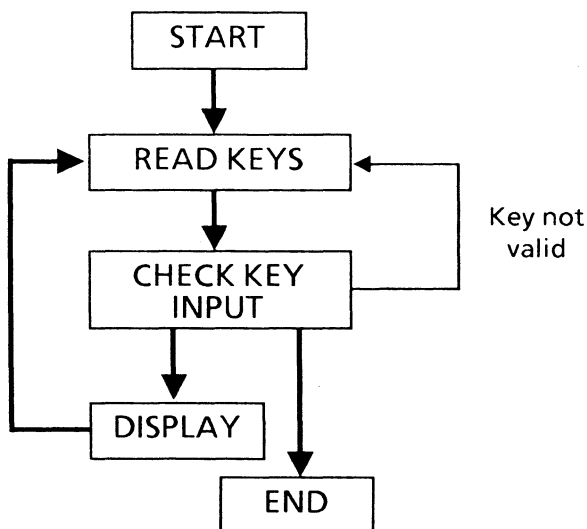 START
READ KEYS
Key not
valid
CHECK KEY
INPUT
DISPLAY
END